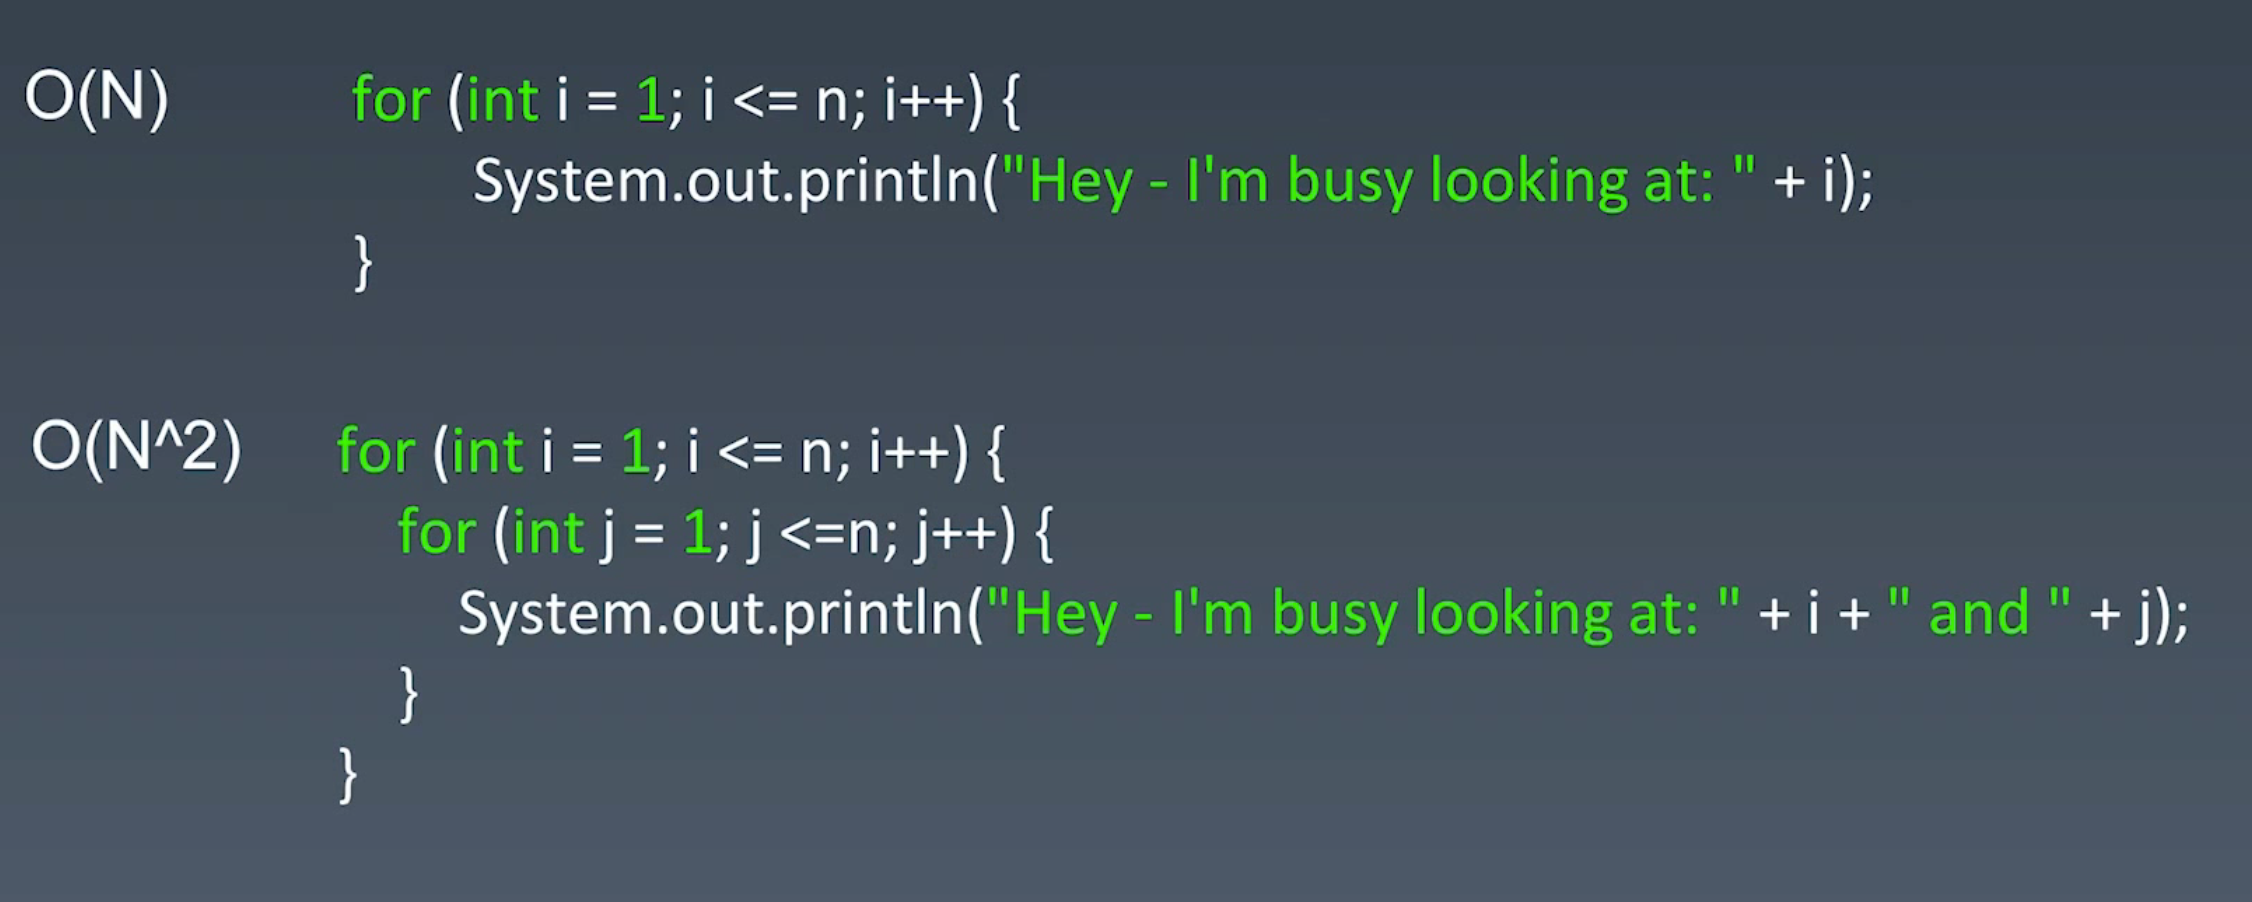 O(N) for (int i = 1; i <= n; i++) {
System.out.println("Hey - I'm busy looking at: " + i);
}
O(N^2) for (int i = 1; i <= n; i++) {
for (int j = 1; j <=n; j++) {
System.out.println("Hey - I'm busy looking at: " + i + " and " + j);
}
}